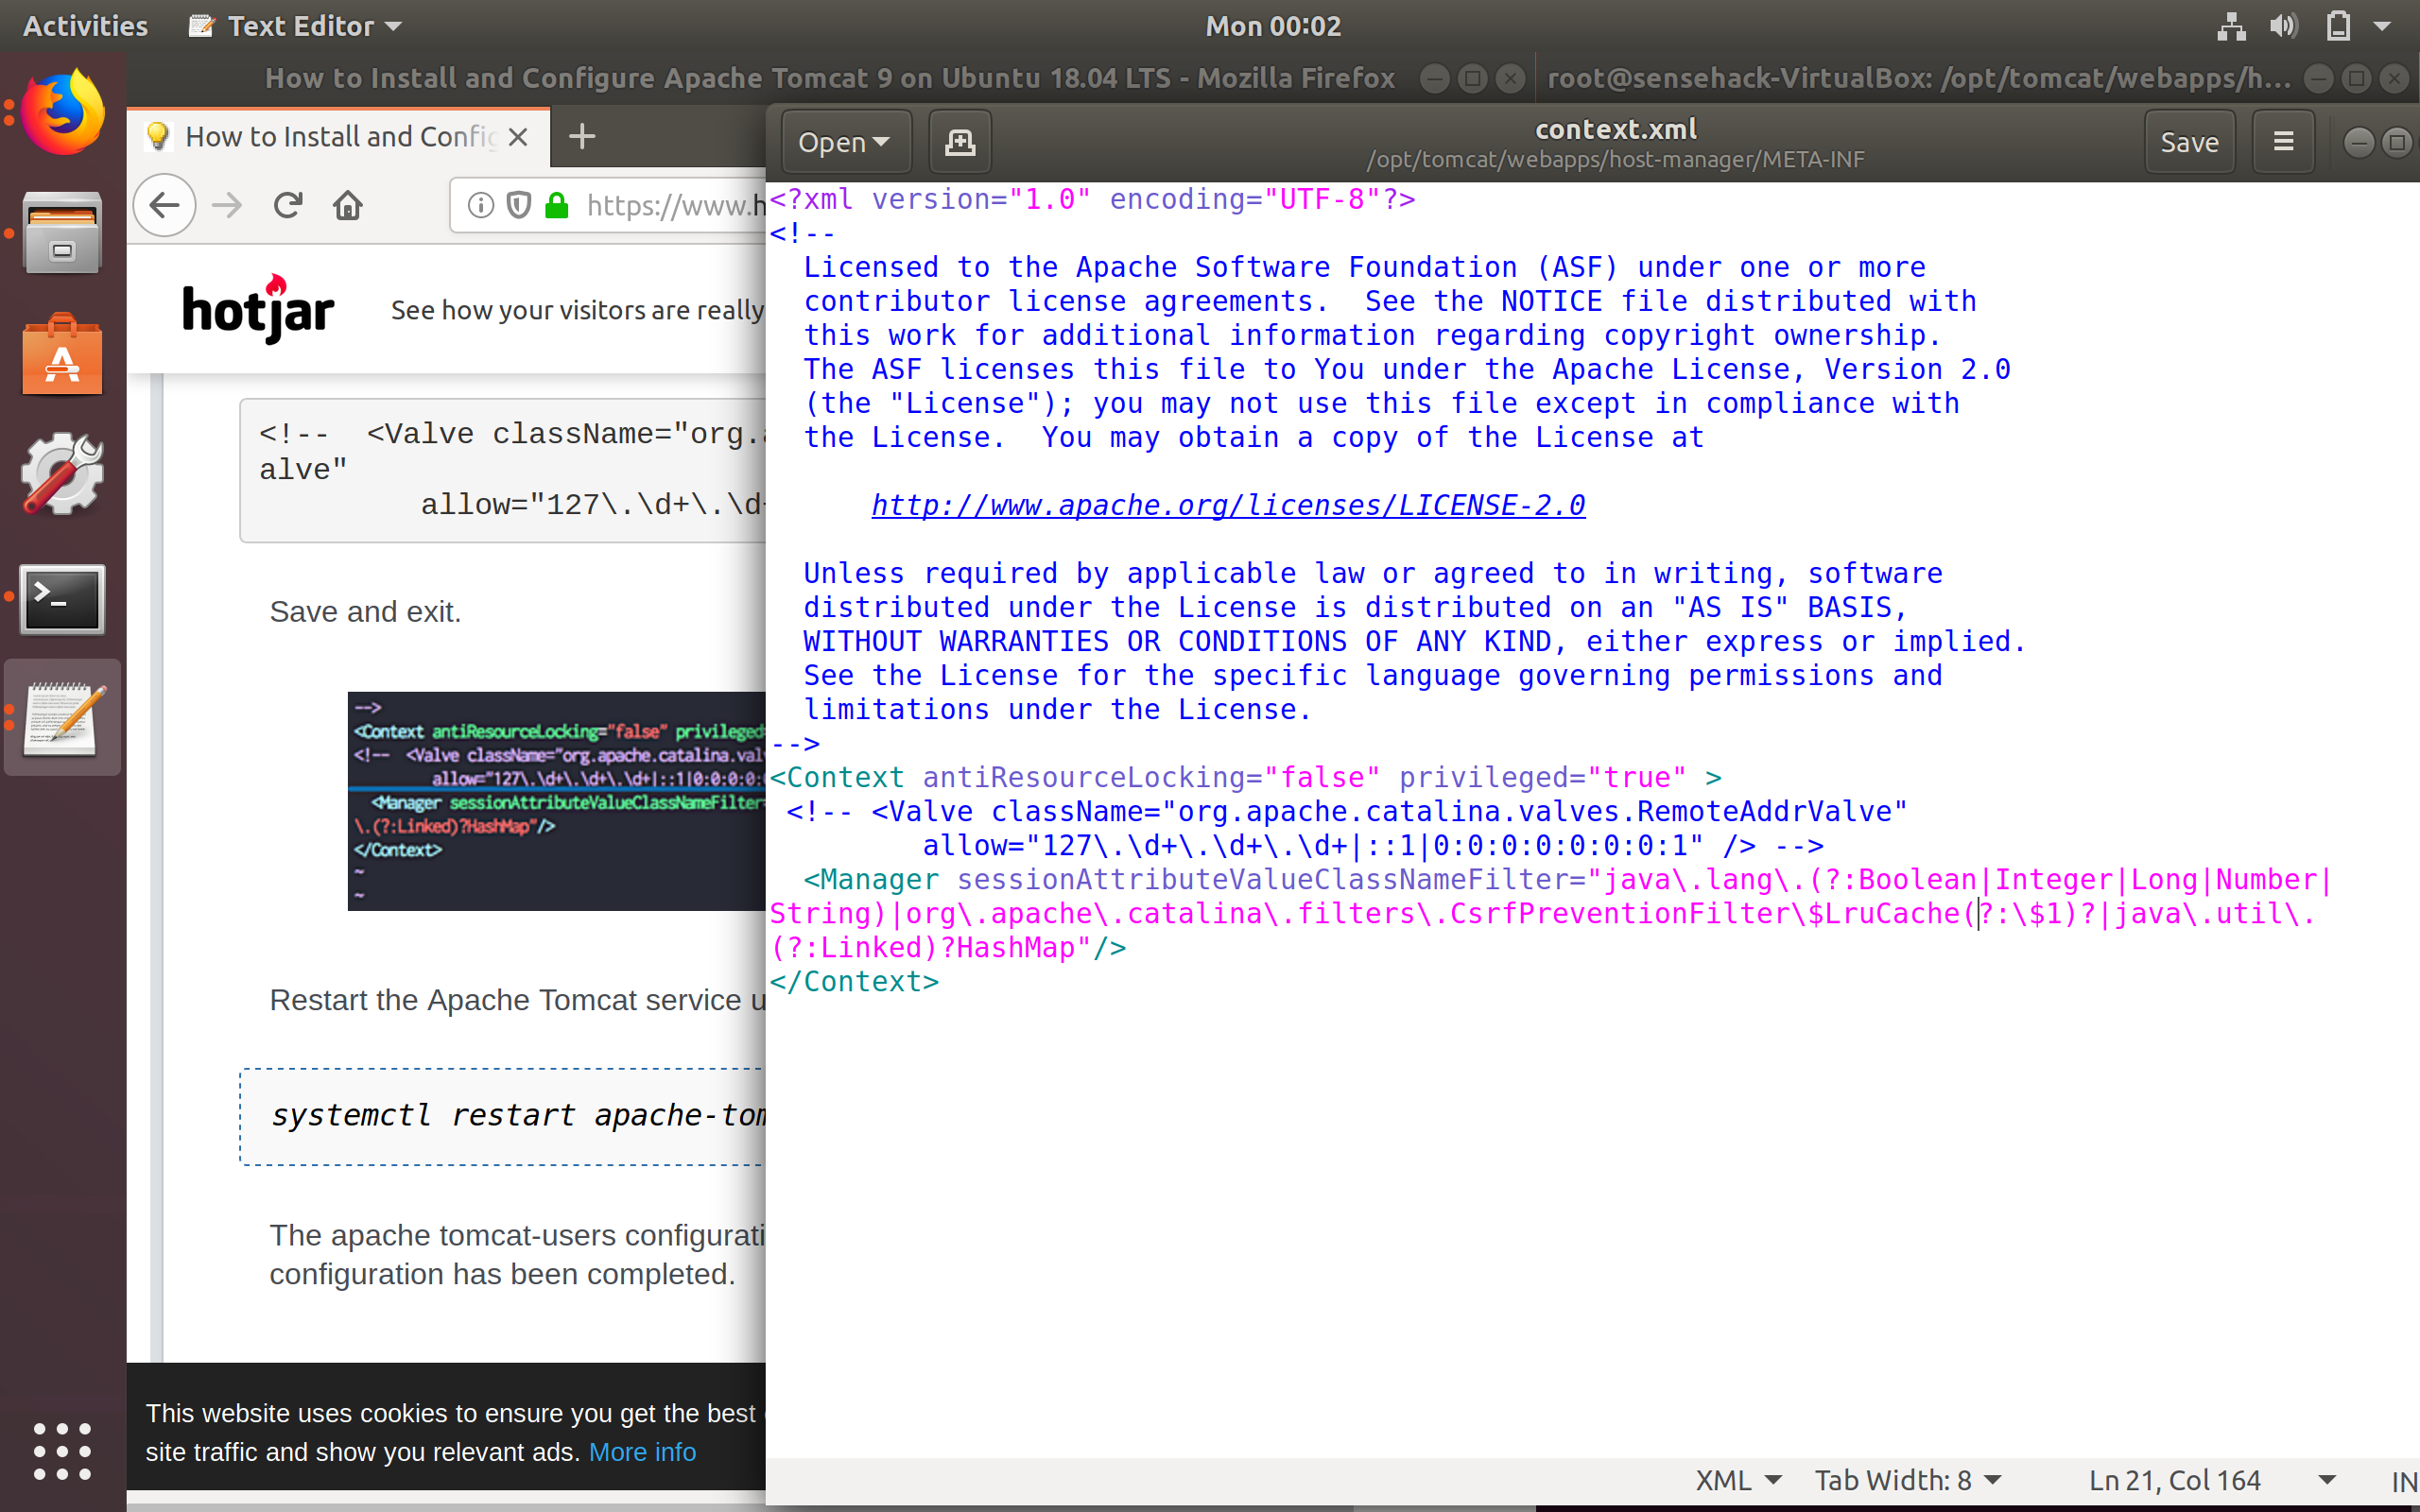 Activities
Text Editor
Mon 00:02
How to Install and Configure Apache Tomcat 9 on Ubuntu 18.04 LTS - Mozilla Firefox
root@sensehack-VirtualBox: /opt/tomcat/webapps/h...
How to Install and Config
https://www.h
hotjar
See how your visitors are really
<!--  <Valve className="org.a
alve"
allow="127\.\d+\.\d+
Save and exit.
-->
<Context antiResourceLocking="false" privileged=
<!--  <Valve className="org.apache.catalina.val
allow="127\.\d+\.\d+\.\d+|::1|0:0:0:0:0
<Manager sessionAttributeValueClassNameFilter=
\.(?:Linked)?HashMap"/>
</Context>
~
~
Restart the Apache Tomcat service u
systemctl restart apache-tom
The apache tomcat-users configurati
configuration has been completed.
This website uses cookies to ensure you get the best
site traffic and show you relevant ads. More info
Open
context.xml
/opt/tomcat/webapps/host-manager/META-INF
Save
<?xml version="1.0" encoding="UTF-8"?>
<!--
  Licensed to the Apache Software Foundation (ASF) under one or more
  contributor license agreements.  See the NOTICE file distributed with
  this work for additional information regarding copyright ownership.
  The ASF licenses this file to You under the Apache License, Version 2.0
  (the "License"); you may not use this file except in compliance with
  the License.  You may obtain a copy of the License at
      http://www.apache.org/licenses/LICENSE-2.0
  Unless required by applicable law or agreed to in writing, software
  distributed under the License is distributed on an "AS IS" BASIS,
  WITHOUT WARRANTIES OR CONDITIONS OF ANY KIND, either express or implied.
  See the License for the specific language governing permissions and
  limitations under the License.
-->
<Context antiResourceLocking="false" privileged="true" >
 <!-- <Valve className="org.apache.catalina.valves.RemoteAddrValve"
         allow="127\.\d+\.\d+\.\d+|::1|0:0:0:0:0:0:0:1" /> -->
  <Manager sessionAttributeValueClassNameFilter="java\.lang\.(?:Boolean|Integer|Long|Number|
String)|org\.apache\.catalina\.filters\.CsrfPreventionFilter\$LruCache(?:\$1)?|java\.util\.
(?:Linked)?HashMap"/>
</Context>
XML
Tab Width: 8
Ln 21, Col 164
IN